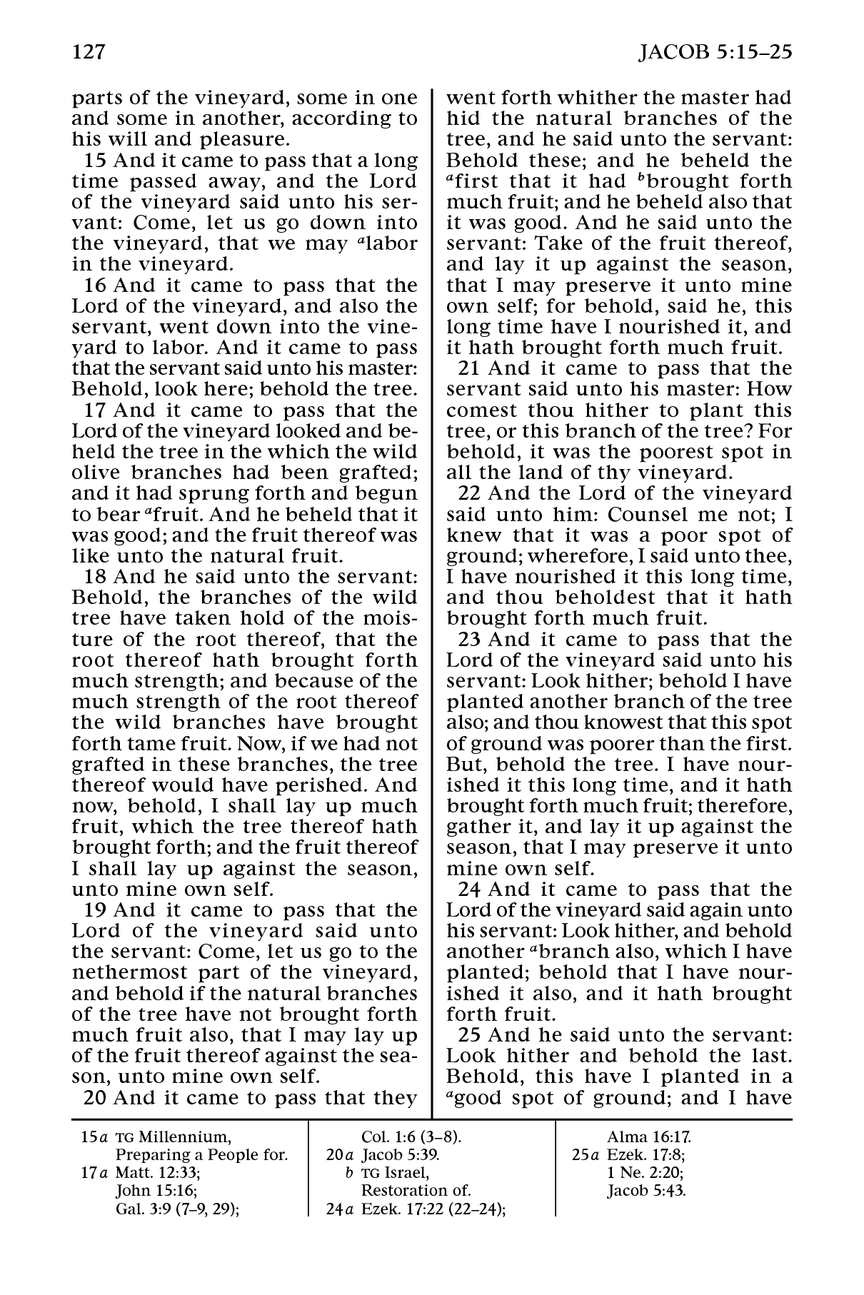 127
JACOB 5:15–25
parts of the vineyard, some in one
and some in another, according to
his will and pleasure.
15 And it came to pass that a long
time passed away, and the Lord
of the vineyard said unto his ser-
vant: Come, let us go down into
the vineyard, that we may alabor
in the vineyard.
16 And it came to pass that the
Lord of the vineyard, and also the
servant, went down into the vine-
yard to labor. And it came to pass
that the servant said unto his master:
Behold, look here; behold the tree.
17 And it came to pass that the
Lord of the vineyard looked and be-
held the tree in the which the wild
olive branches had been grafted;
and it had sprung forth and begun
to bear afruit. And he beheld that it
was good; and the fruit thereof was
like unto the natural fruit.
18 And he said unto the servant:
Behold, the branches of the wild
tree have taken hold of the mois-
ture of the root thereof, that the
root thereof hath brought forth
much strength; and because of the
much strength of the root thereof
the wild branches have brought
forth tame fruit. Now, if we had not
grafted in these branches, the tree
thereof would have perished. And
now, behold, I shall lay up much
fruit, which the tree thereof hath
brought forth; and the fruit thereof
I shall lay up against the season,
unto mine own self.
19 And it came to pass that the
Lord of the vineyard said unto
the servant: Come, let us go to the
nethermost part of the vineyard,
and behold if the natural branches
of the tree have not brought forth
much fruit also, that I may lay up
of the fruit thereof against the sea-
son, unto mine own self.
20 And it came to pass that they
went forth whither the master had
hid the natural branches of the
tree, and he said unto the servant:
Behold these; and he beheld the
afirst that it had bbrought forth
much fruit; and he beheld also that
it was good. And he said unto the
servant: Take of the fruit thereof,
and lay it up against the season,
that I may preserve it unto mine
own self; for behold, said he, this
long time have I nourished it, and
it hath brought forth much fruit.
21 And it came to pass that the
servant said unto his master: How
comest thou hither to plant this
tree, or this branch of the tree? For
behold, it was the poorest spot in
all the land of thy vineyard.
22 And the Lord of the vineyard
said unto him: Counsel me not; I
knew that it was a poor spot of
ground; wherefore, I said unto thee,
I have nourished it this long time,
and thou beholdest that it hath
brought forth much fruit.
23 And it came to pass that the
Lord of the vineyard said unto his
servant: Look hither; behold I have
planted another branch of the tree
also; and thou knowest that this spot
of ground was poorer than the first.
But, behold the tree. I have nour-
ished it this long time, and it hath
brought forth much fruit; therefore,
gather it, and lay it up against the
season, that I may preserve it unto
mine own self.
24 And it came to pass that the
Lord of the vineyard said again unto
his servant: Look hither, and behold
another abranch also, which I have
planted; behold that I have nour-
ished it also, and it hath brought
forth fruit.
25 And he said unto the servant:
Look hither and behold the last.
Behold, this have I planted in a
agood spot of ground; and I have
15a TG Millennium,
Preparing a People for.
17a Matt. 12:33;
John 15:16;
Gal. 3:9 (7–9, 29);
Col. 1:6 (3–8).
20a Jacob 5:39.
b TG Israel,
Restoration of.
24a Ezek. 17:22 (22–24);
Alma 16:17.
25a Ezek. 17:8;
1 Ne. 2:20;
Jacob 5:43.